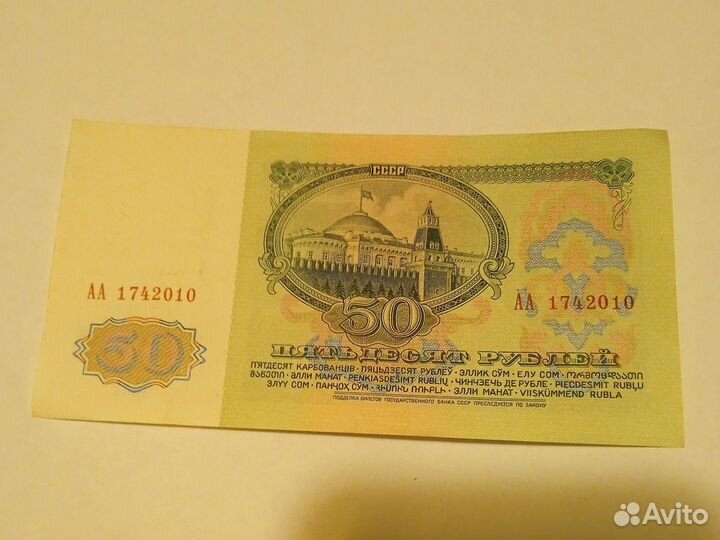 СССР
АА 1742010
АА 1742010
50
50
ПЯТЬДЕСЯТ РУБЛЕЙ
П'ЯТДЕСЯТ КАРБОВАНЦІВ · ПЯЦЬДЗЕСЯТ РУБЛЁЎ · ЭЛЛИК СЎМ · ЕЛУ СОМ · ᲝᲠᲛᲝᲪᲓᲐᲐᲗᲘ
ᲛᲐᲜᲔᲗᲘ · ӘЛЛИ МАНАТ · PENKIASDEŠIMT RUBLIŲ · ЧИНЧЗЕЧЬ ДЕ РУБЛЕ · PIECDESMIT RUBĻU
ЭЛҮҮ СОМ · ПАНҶОҲ СӮМ · ՀԻՍՈՒՆ ՌՈՒԲԼԻ · ЭЛЛИ МАНАТ · VIISKÜMMEND RUBLA
ПОДДЕЛКА БИЛЕТОВ ГОСУДАРСТВЕННОГО БАНКА СССР ПРЕСЛЕДУЕТСЯ ПО ЗАКОНУ
Avito